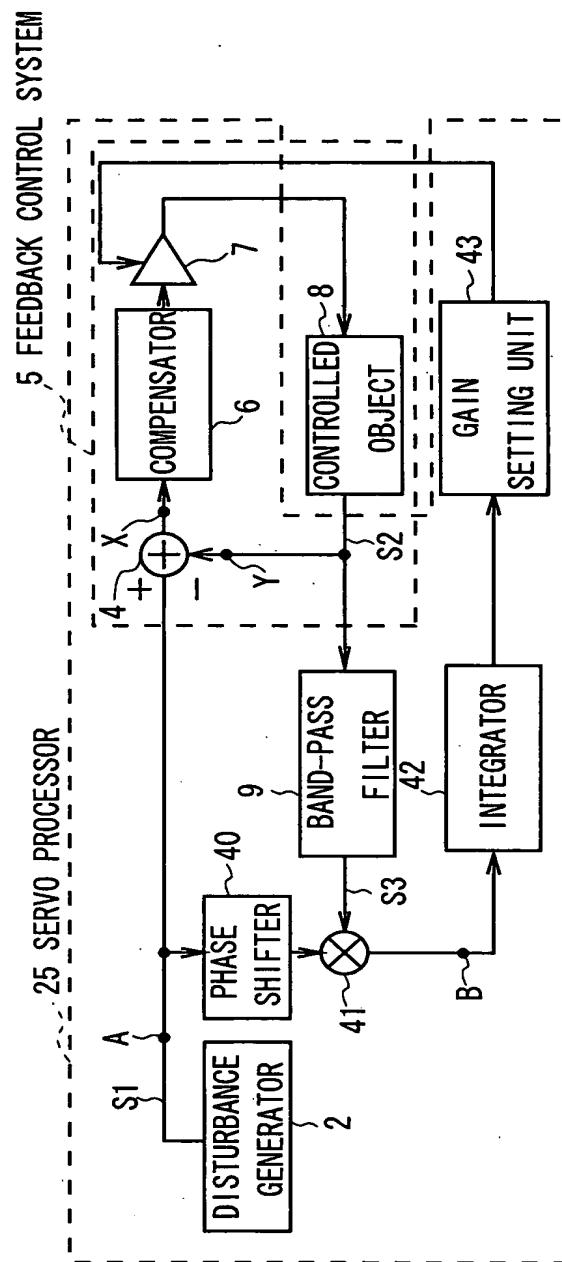 25 SERVO PROCESSOR
5 FEEDBACK CONTROL SYSTEM
S1
A
4
+
−
X
COMPENSATOR
6
7
Y
DISTURBANCE
GENERATOR
2
PHASE
SHIFTER
40
41
S3
9
BAND-PASS
FILTER
S2
8
CONTROLLED
OBJECT
B
42
INTEGRATOR
43
GAIN
SETTING UNIT